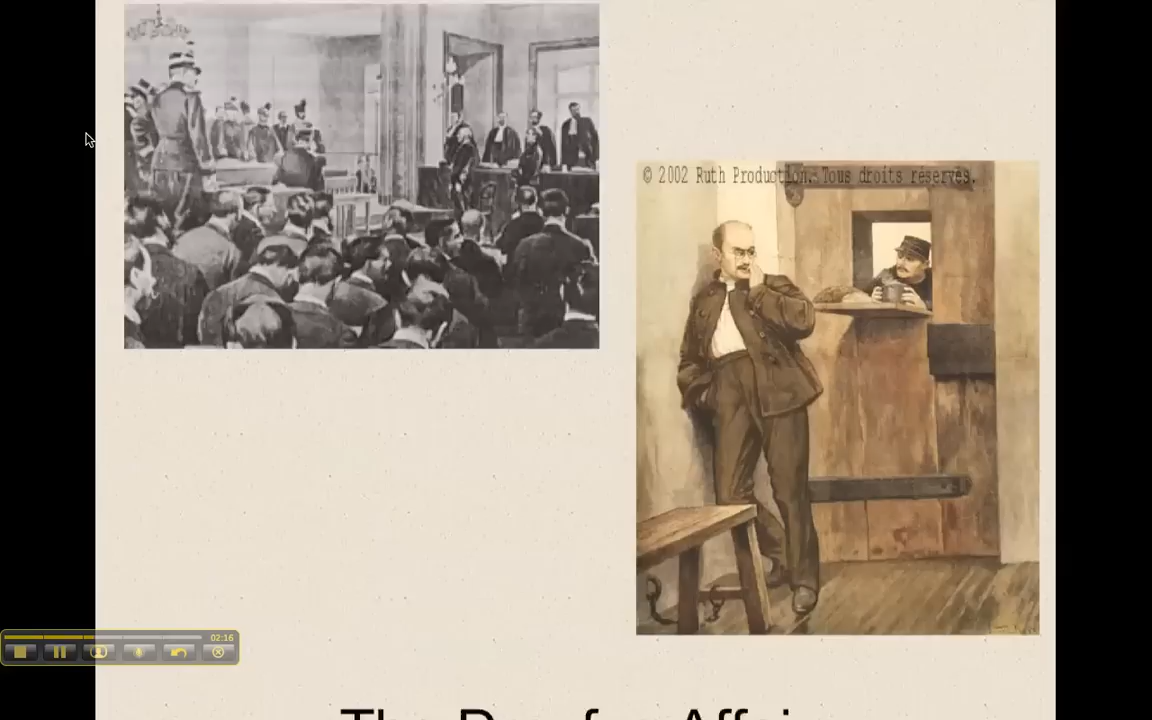 © 2002 Ruth Production. Tous droits réservés.
02:16
The Dreyfus Affair